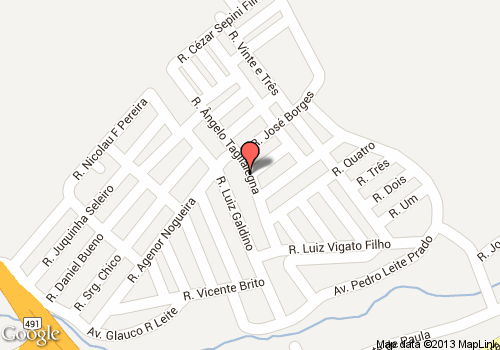 R. Cézar Sepini Filh
R. Vinte e Três
R. Nicolau F Pereira
R. Ângelo Tagliategna
R. José Borges
R. Quatro
R. Três
R. Dois
R. Um
R. Juquinha Seleiro
R. Luiz Galdino
R. Agenor Nogueira
R. Daniel Bueno
R. Srg. Chico
R. Luiz Vigato Filho
R. Jo
Av. Pedro Leite Prado
R. Vicente Brito
Av. Glauco R Leite
491
Google
Paula
Map data ©2013 MapLink